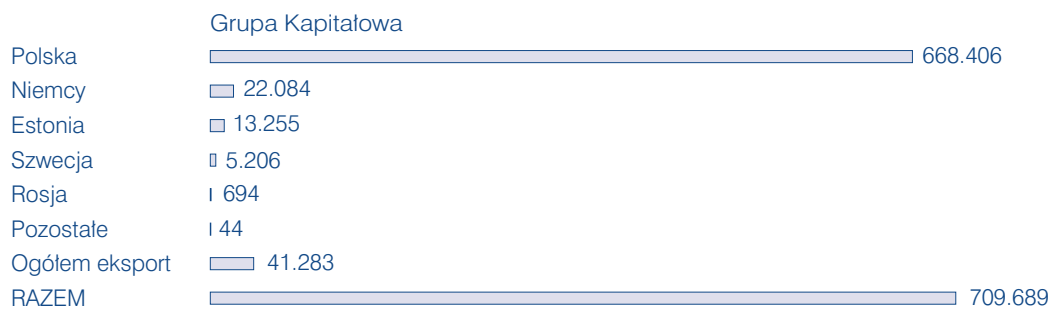 Grupa Kapitałowa
Polska 668.406
Niemcy 22.084
Estonia 13.255
Szwecja 5.206
Rosja 694
Pozostałe 44
Ogółem eksport 41.283
RAZEM 709.689